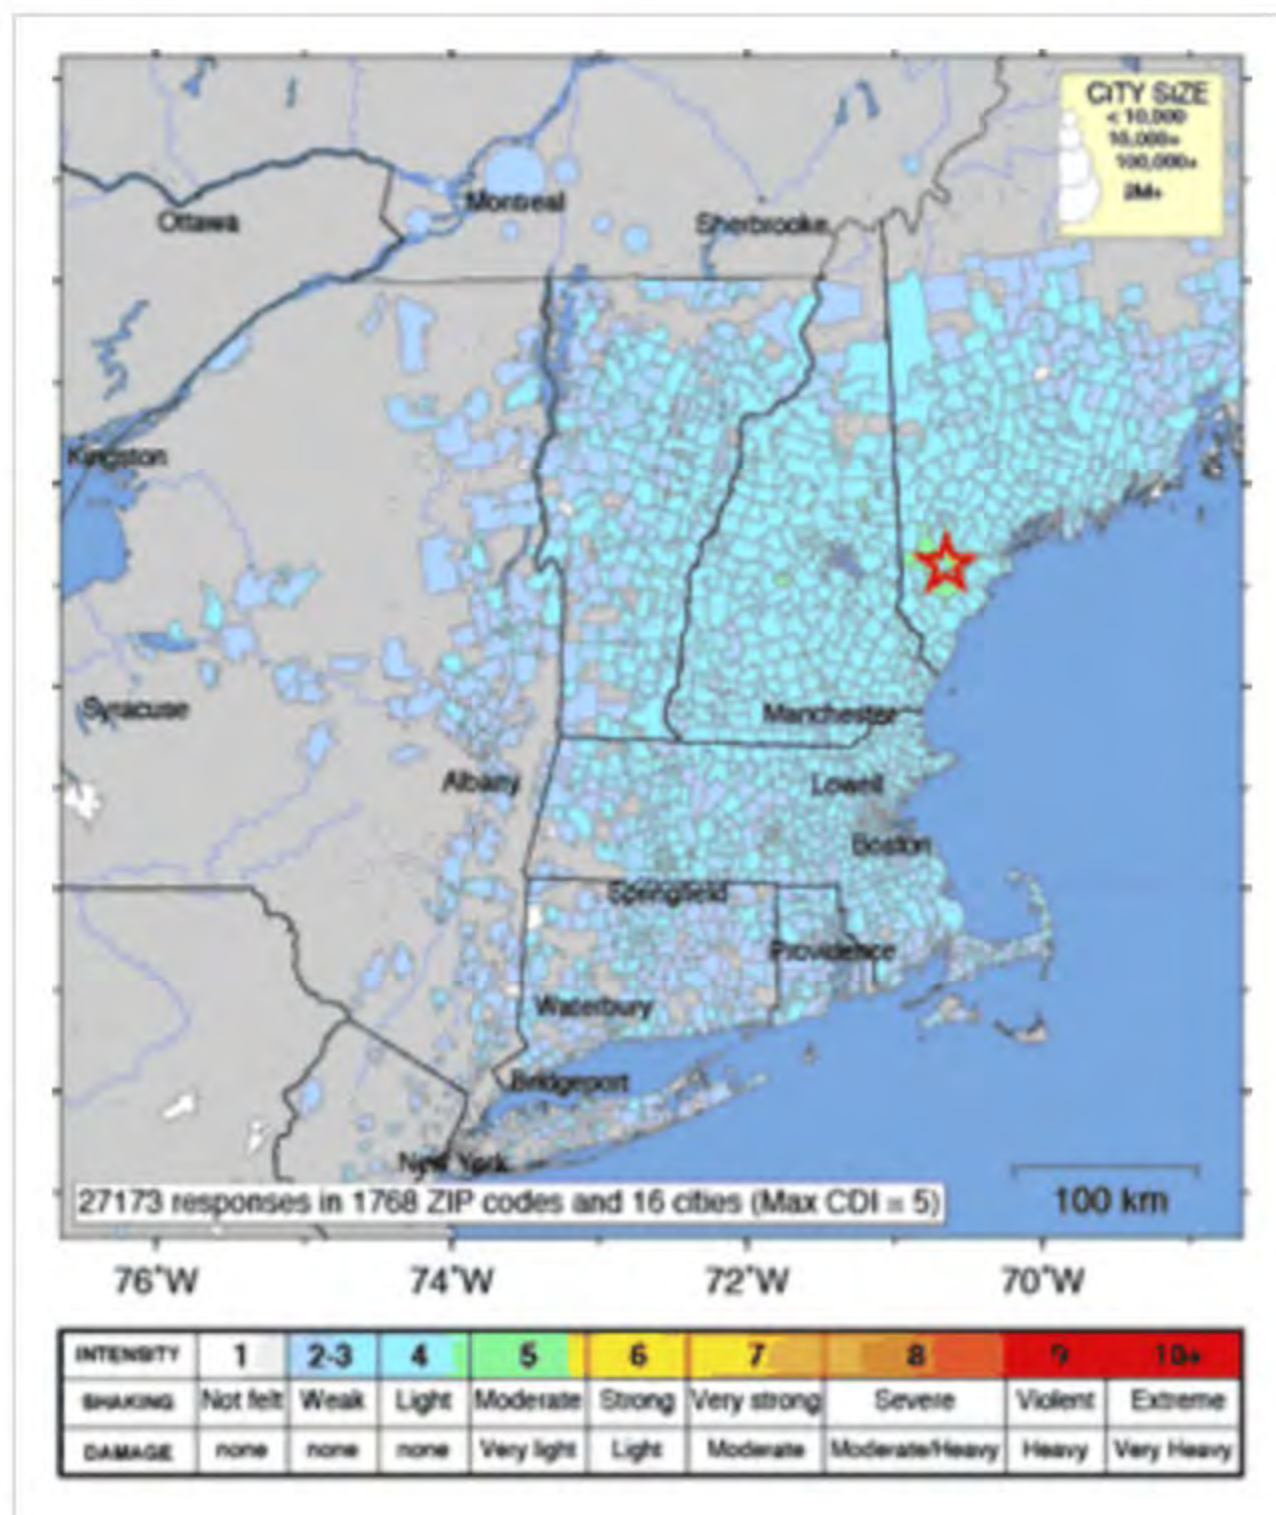 CITY SIZE
< 10,000
10,000+
100,000+
2M+
Montreal
Ottawa
Sherbrooke
Kingston
Syracuse
Manchester
Albany
Lowell
Boston
Springfield
Providence
Waterbury
Bridgeport
New York
27173 responses in 1768 ZIP codes and 16 cities (Max CDI = 5)
100 km
76°W 74°W 72°W 70°W
INTENSITY 1 2-3 4 5 6 7 8 9 10+
SHAKING Not felt Weak Light Moderate Strong Very strong Severe Violent Extreme
DAMAGE none none none Very light Light Moderate Moderate/Heavy Heavy Very Heavy